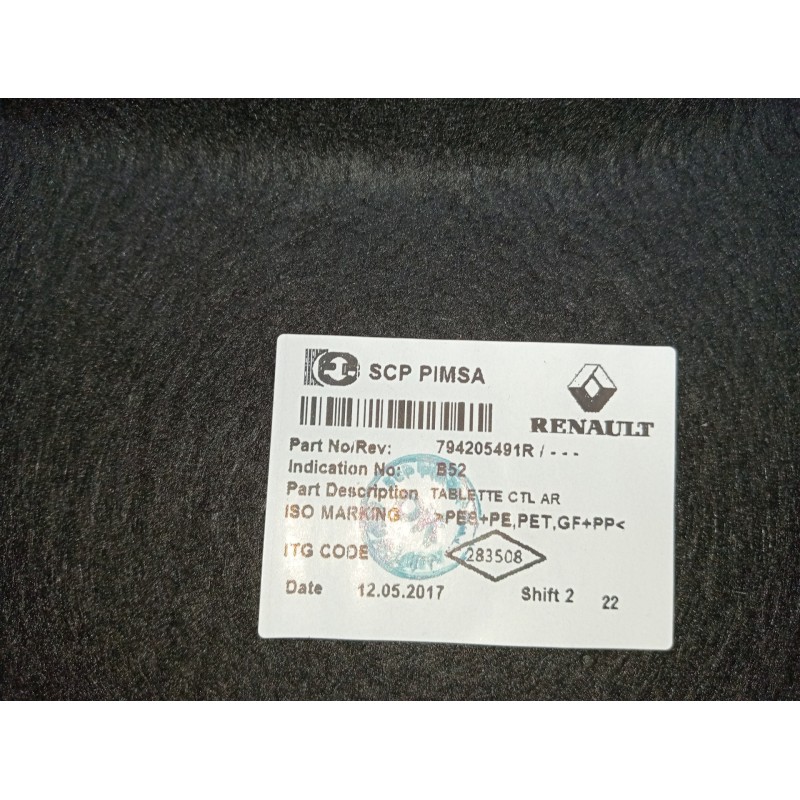 SCP PIMSA
RENAULT
Part No/Rev: 794205491R / - - -
Indication No: B52
Part Description TABLETTE CTL AR
ISO MARKING >PES+PE,PET,GF+PP<
ITG CODE 283508
Date 12.05.2017 Shift 2 22